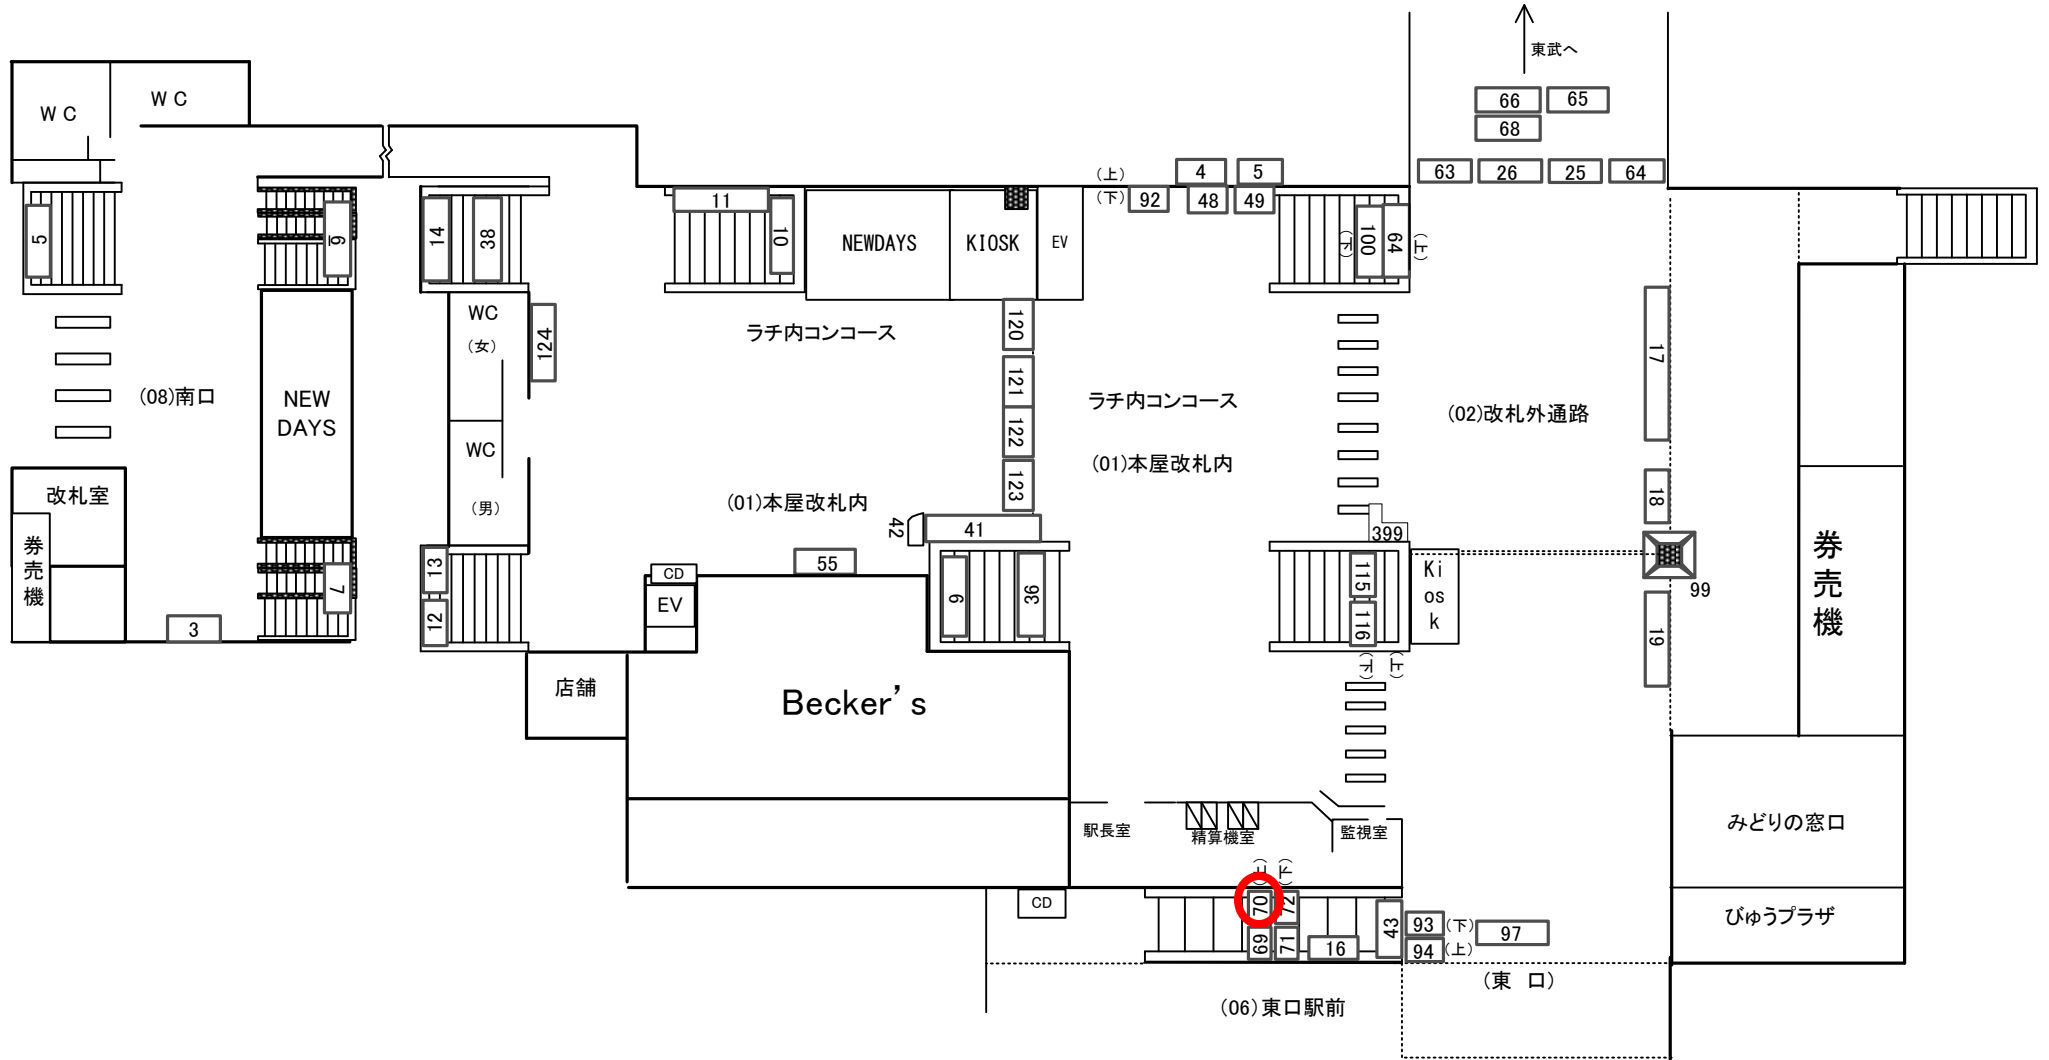 東武へ
66
65
68
63
26
25
64
WC
WC
(上)
4
5
(下)
92
48
49
5
9
14
38
11
10
NEWDAYS
KIOSK
EV
(下)
100
64
(上)
WC
(女)
124
120
ラチ内コンコース
17
(08)南口
NEW
DAYS
121
ラチ内コンコース
(02)改札外通路
WC
(男)
122
(01)本屋改札内
123
(01)本屋改札内
18
改札室
券売機
42
41
399
99
券売機
13
12
55
CD
EV
6
36
115
116
Ki
os
k
19
7
3
(下)
(上)
店舗
Becker's
駅長室
精算機室
監視室
みどりの窓口
(上)
(下)
CD
70
72
69
71
16
43
93
(下)
94
(上)
97
びゅうプラザ
(東 口)
(06)東口駅前